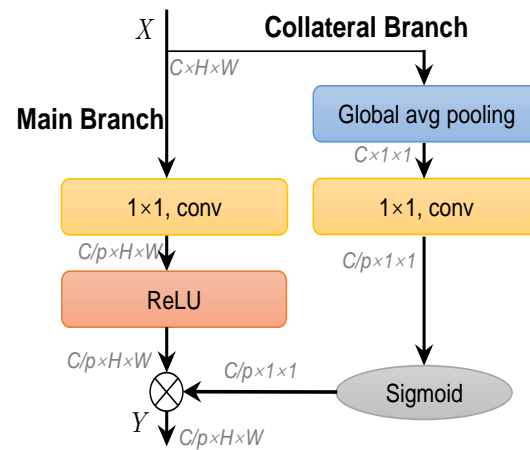 X
Collateral Branch
C×H×W
Main Branch
Global avg pooling
C×1×1
1×1, conv
1×1, conv
C/p×H×W
C/p×1×1
ReLU
C/p×H×W
C/p×1×1
Sigmoid
Y
C/p×H×W